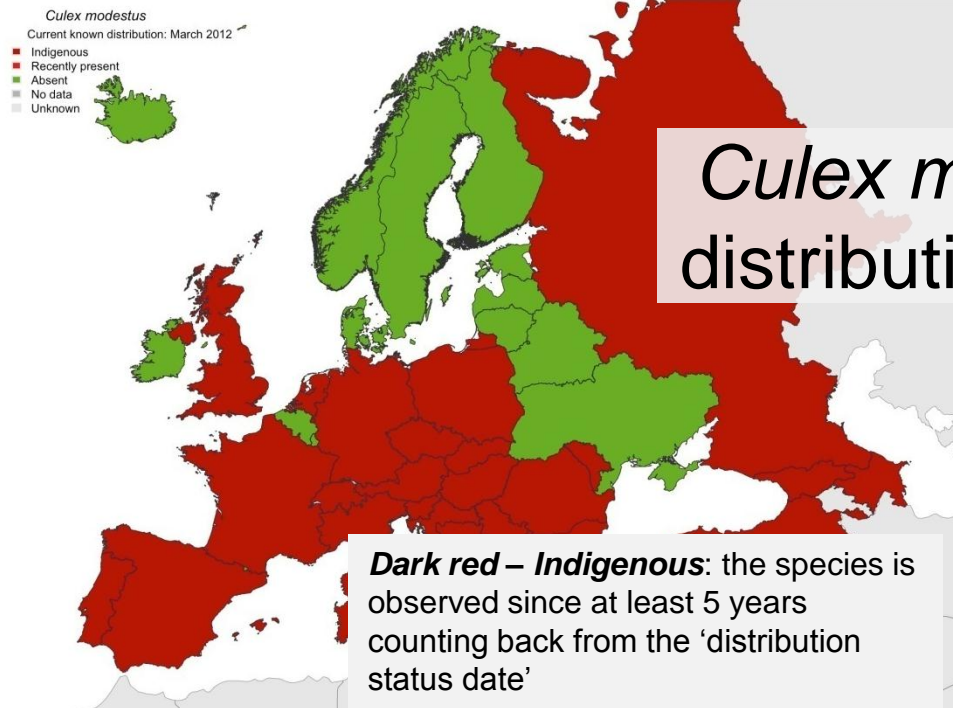 Culex modestus
Current known distribution: March 2012
Indigenous
Recently present
Absent
No data
Unknown
Culex
distributi
Dark red – Indigenous: the species is
observed since at least 5 years
counting back from the ‘distribution
status date’